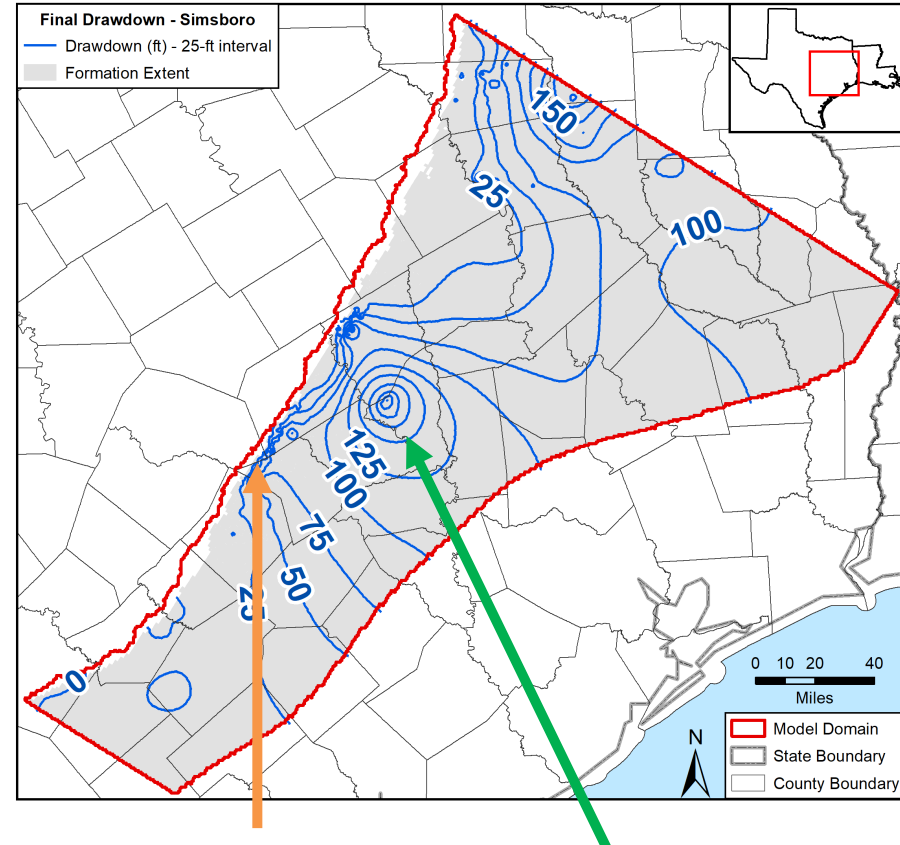 Final Drawdown - Simsboro
Drawdown (ft) - 25-ft interval
Formation Extent
150
25
100
125
100
75
50
25
0
0 10 20 40
Miles
N
Model Domain
State Boundary
County Boundary